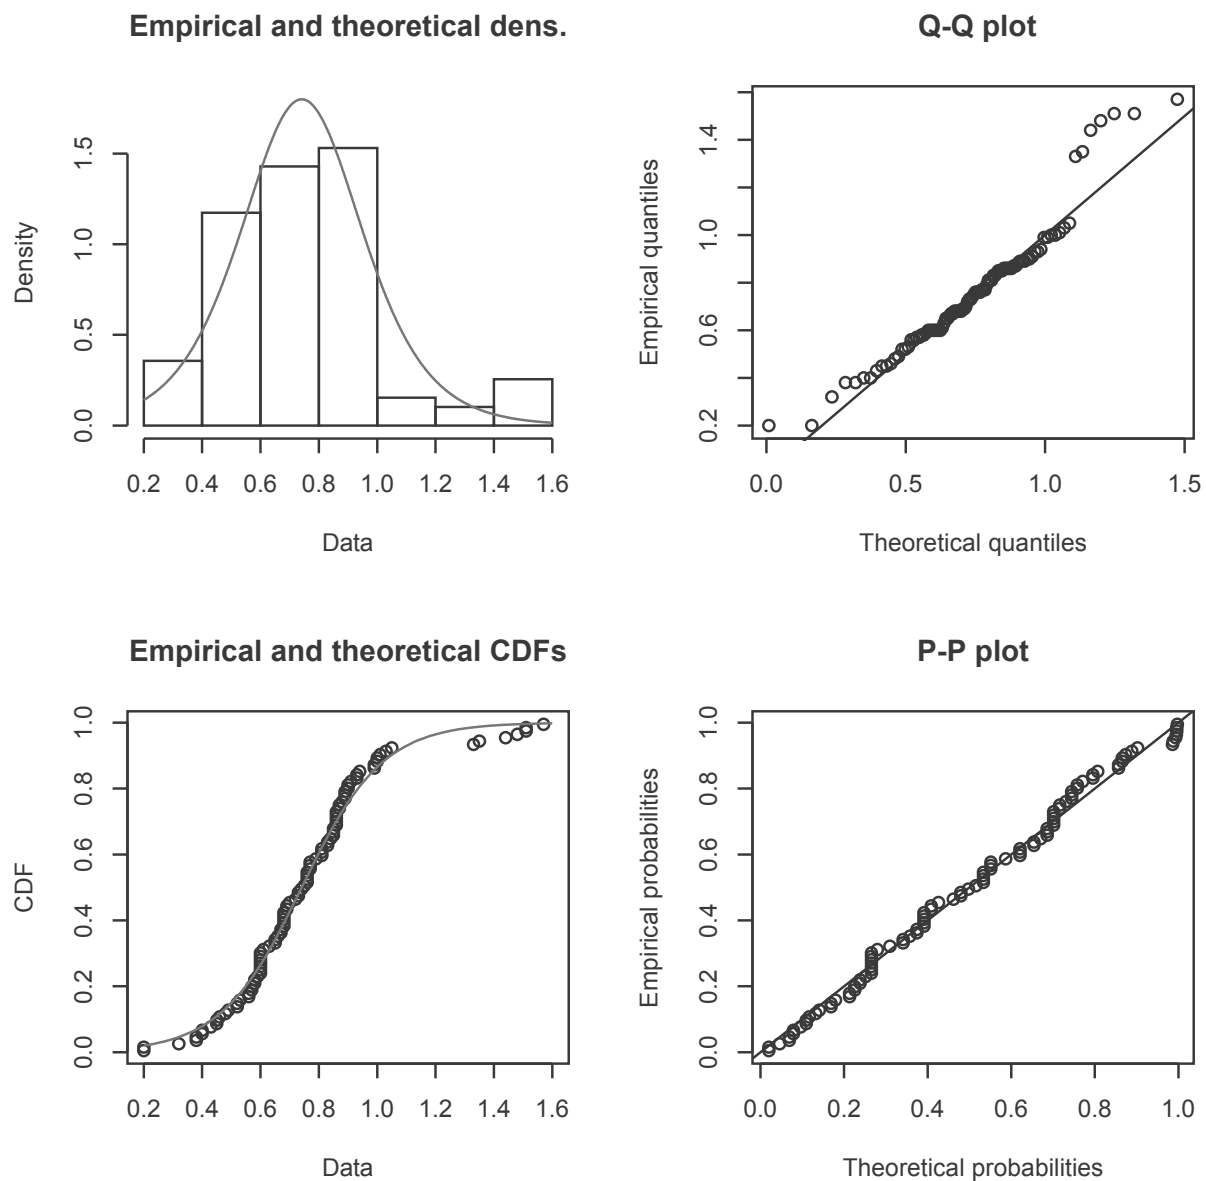 Empirical and theoretical dens.
Density
0.0 0.5 1.0 1.5
0.2 0.4 0.6 0.8 1.0 1.2 1.4 1.6
Data
Q-Q plot
Empirical quantiles
0.2 0.6 1.0 1.4
0.0 0.5 1.0 1.5
Theoretical quantiles
Empirical and theoretical CDFs
CDF
0.0 0.2 0.4 0.6 0.8 1.0
0.2 0.4 0.6 0.8 1.0 1.2 1.4 1.6
Data
P-P plot
Empirical probabilities
0.0 0.2 0.4 0.6 0.8 1.0
0.0 0.2 0.4 0.6 0.8 1.0
Theoretical probabilities